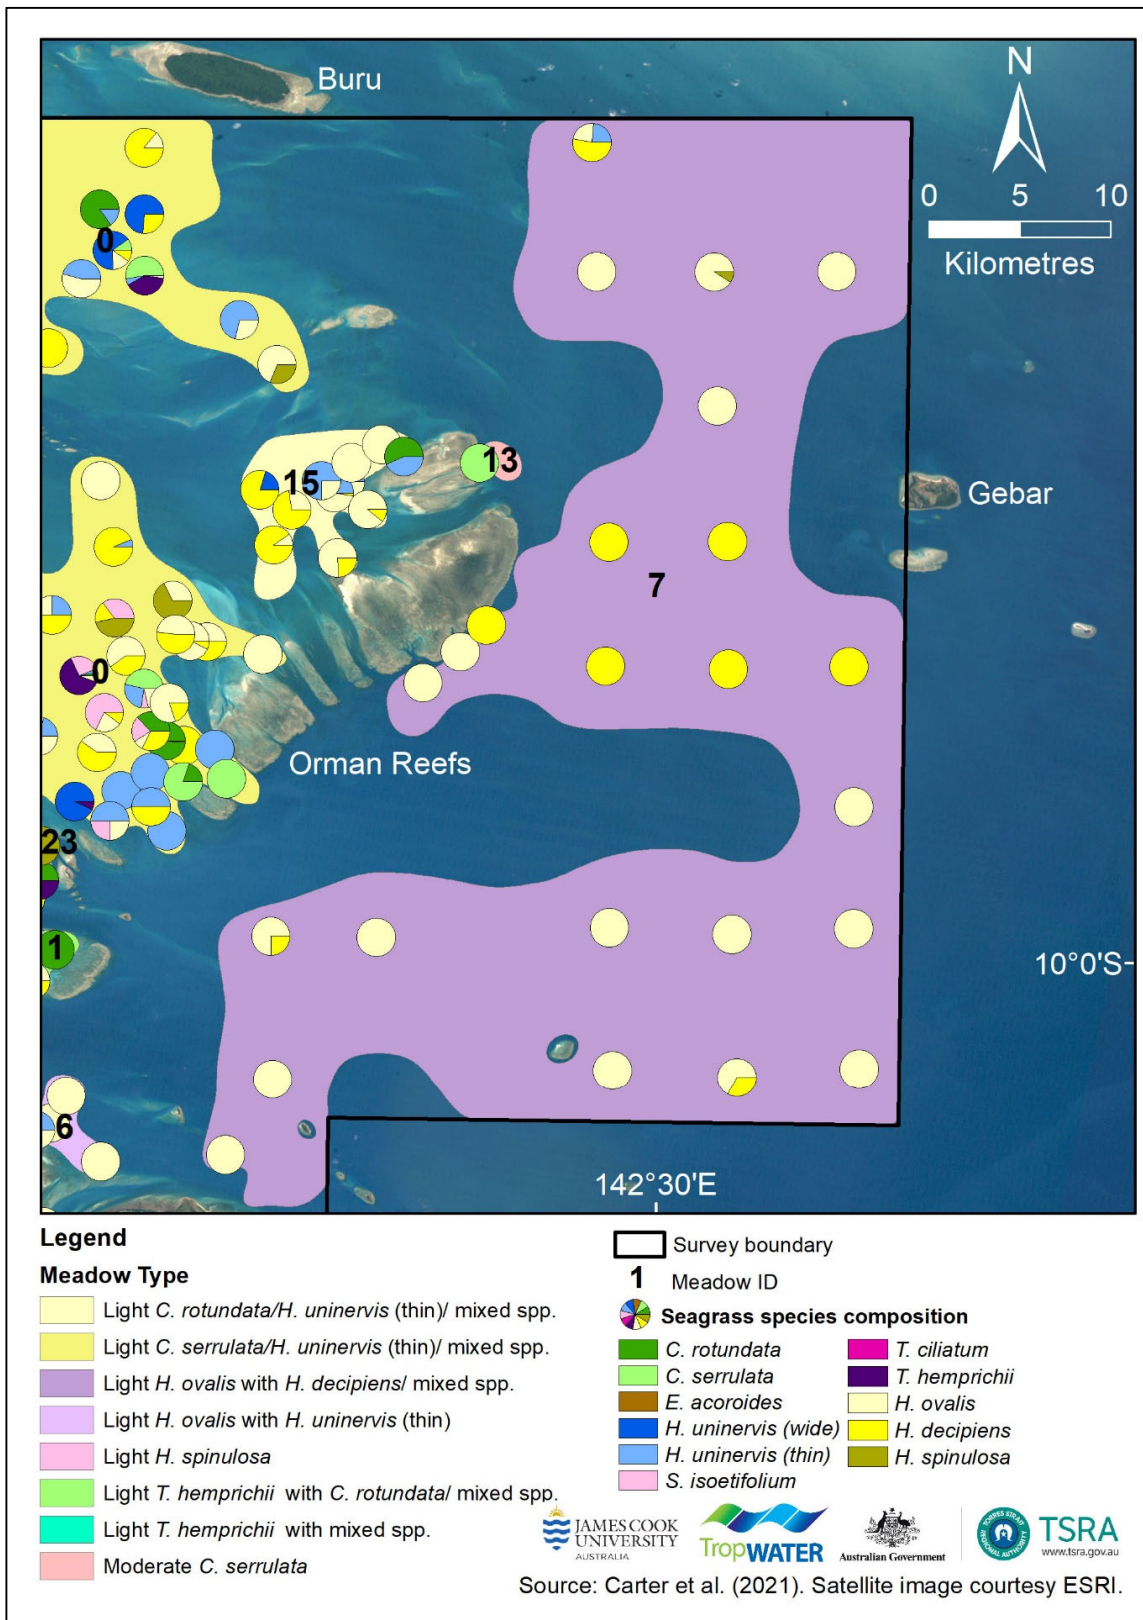 Buru
N
0 5 10
Kilometres
0
15
13
Gebar
7
0
Orman Reefs
23
1
10°0'S
6
142°30'E
Legend
Meadow Type
Light C. rotundata/H. uninervis (thin)/ mixed spp.
Light C. serrulata/H. uninervis (thin)/ mixed spp.
Light H. ovalis with H. decipiens/ mixed spp.
Light H. ovalis with H. uninervis (thin)
Light H. spinulosa
Light T. hemprichii with C. rotundata/ mixed spp.
Light T. hemprichii with mixed spp.
Moderate C. serrulata
Survey boundary
1 Meadow ID
Seagrass species composition
C. rotundata
C. serrulata
E. acoroides
H. uninervis (wide)
H. uninervis (thin)
S. isoetifolium
T. ciliatum
T. hemprichii
H. ovalis
H. decipiens
H. spinulosa
JAMES COOK
UNIVERSITY
AUSTRALIA
TropWATER
Australian Government
TORRES STRAIT
REGIONAL AUTHORITY
TSRA
www.tsra.gov.au
Source: Carter et al. (2021). Satellite image courtesy ESRI.